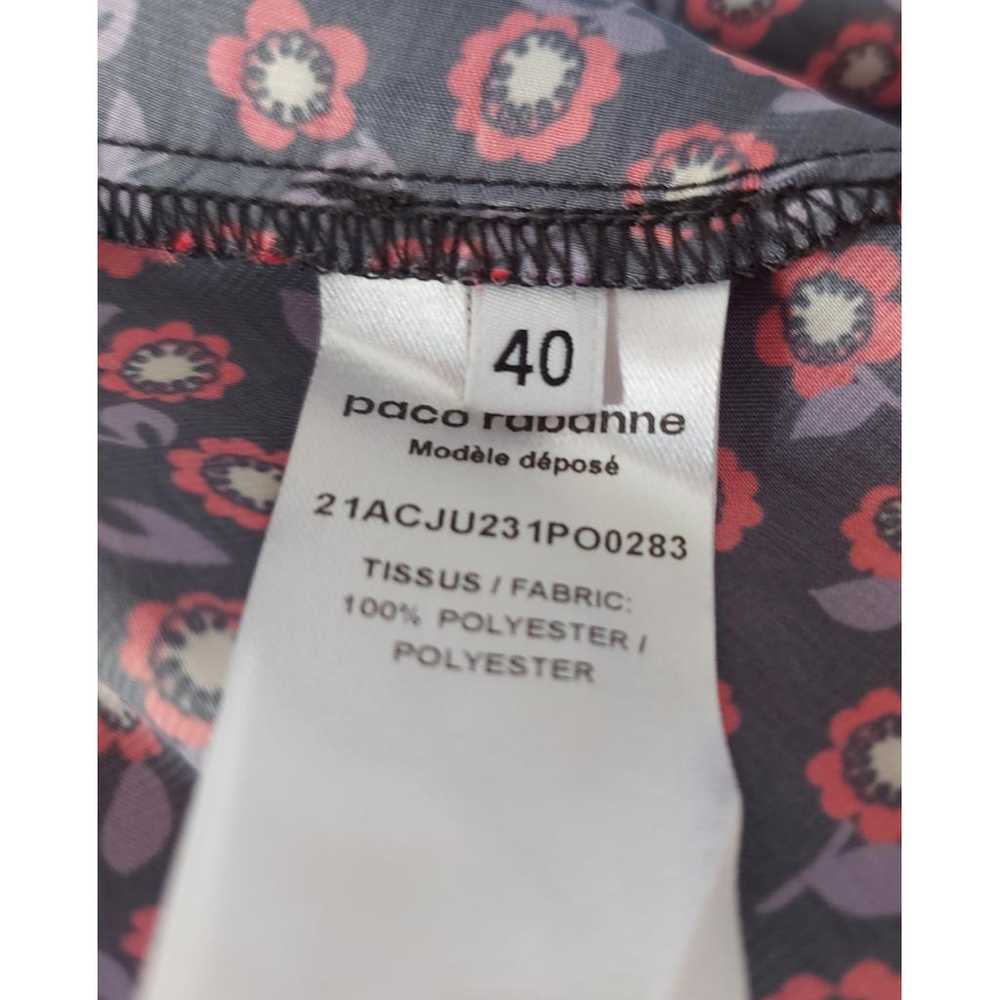 40
paco rabanne
Modèle déposé
21ACJU231PO0283
TISSUS / FABRIC:
100% POLYESTER /
POLYESTER